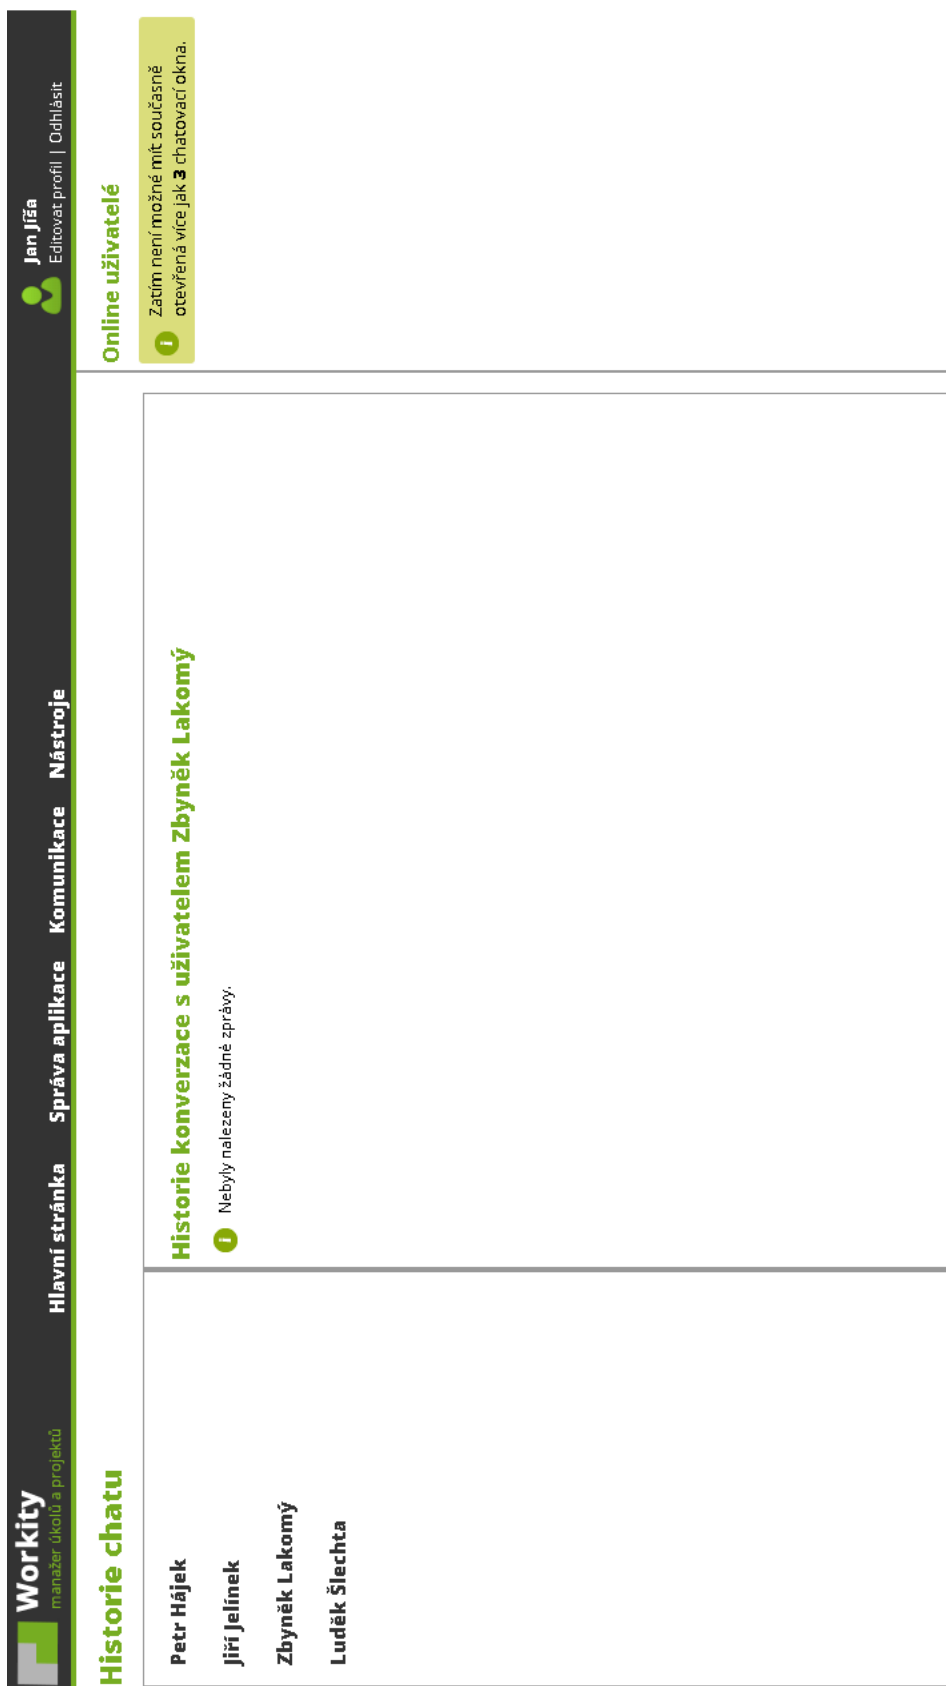 Workity
manažer úkolů a projektů
Hlavní stránka Správa aplikace Komunikace Nástroje
Jan Jíša
Editovat profil | Odhlásit
Historie chatu
Petr Hájek
Jiří Jelínek
Zbyněk Lakomý
Luděk Šlechta
Historie konverzace s uživatelem Zbyněk Lakomý
Nebyly nalezeny žádné zprávy.
Online uživatelé
Zatím není možné mít současně
otevřená více jak 3 chatovací okna.